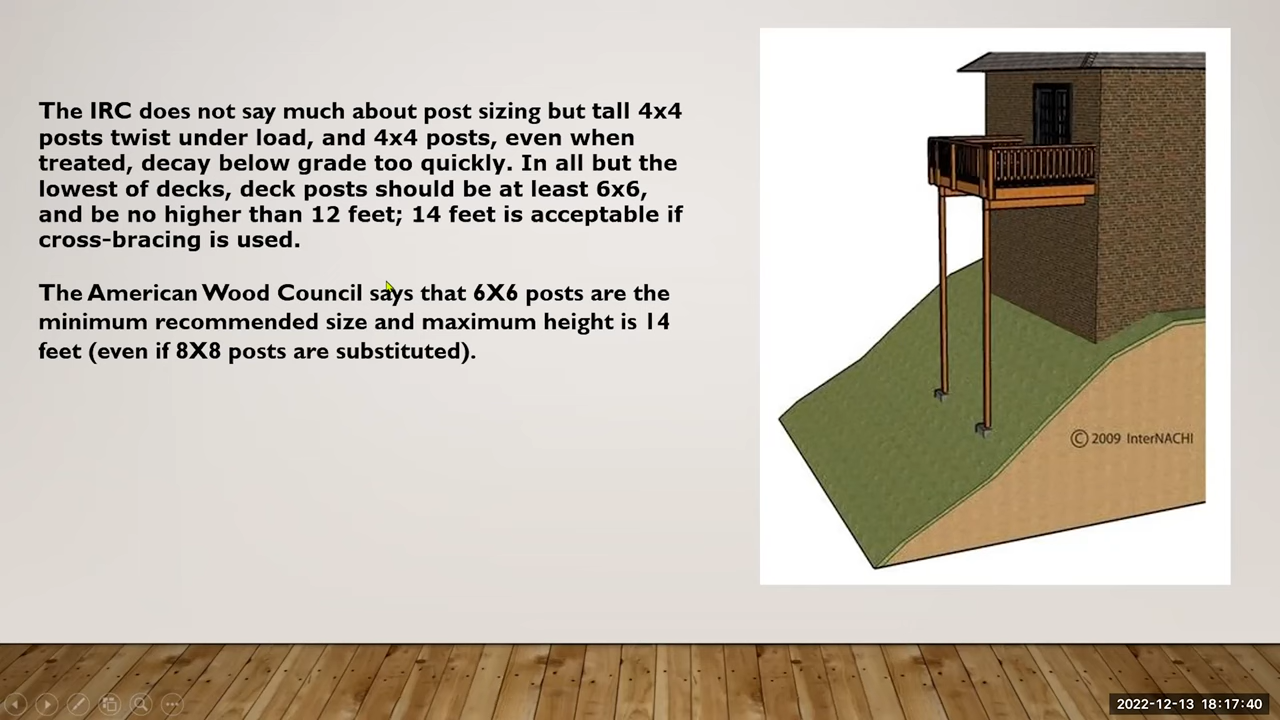 The IRC does not say much about post sizing but tall 4x4
posts twist under load, and 4x4 posts, even when
treated, decay below grade too quickly. In all but the
lowest of decks, deck posts should be at least 6x6,
and be no higher than 12 feet; 14 feet is acceptable if
cross-bracing is used.
The American Wood Council says that 6X6 posts are the
minimum recommended size and maximum height is 14
feet (even if 8X8 posts are substituted).
© 2009 InterNACHI
2022-12-13 18:17:40